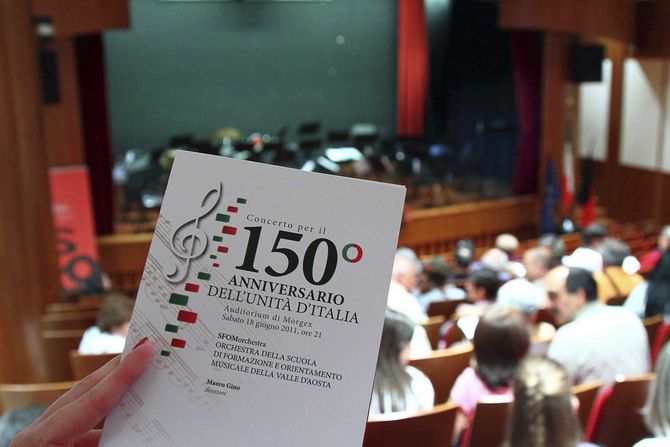 Concerto per il
150°
ANNIVERSARIO
DELL'UNITÀ D'ITALIA
Auditorium di Morgex
Sabato 18 giugno 2011, ore 21
SFOMorchestra
ORCHESTRA DELLA SCUOLA
DI FORMAZIONE E ORIENTAMENTO
MUSICALE DELLA VALLE D'AOSTA
Mauro Gino
direttore